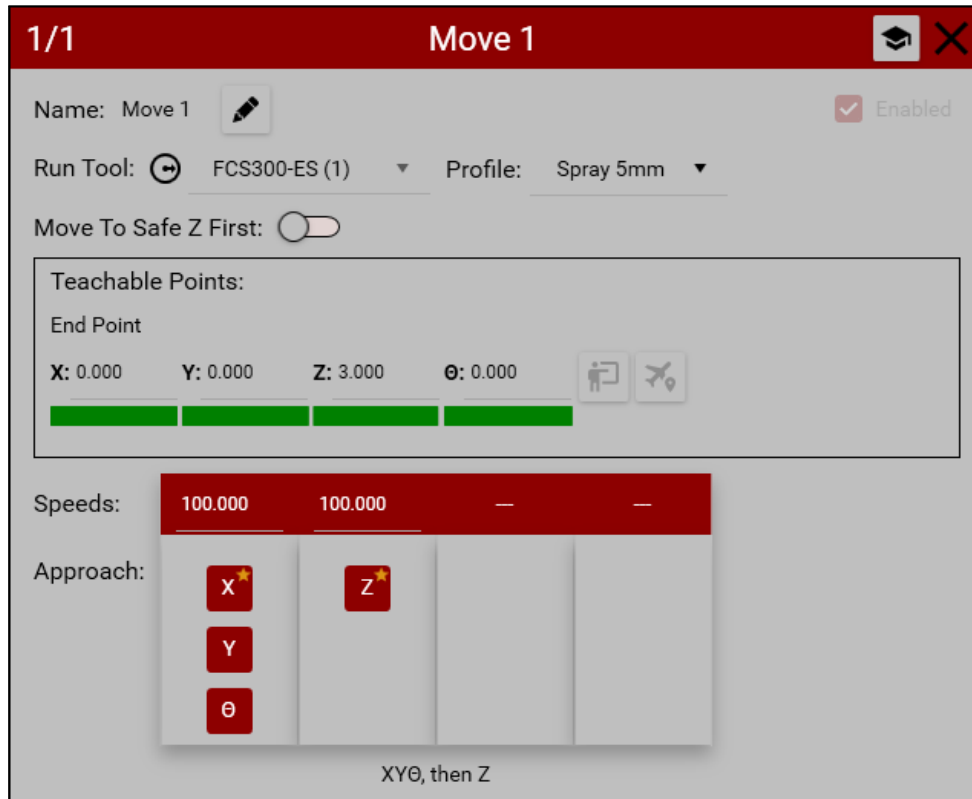 1/1 Move 1
Name: Move 1 Enabled
Run Tool: FCS300-ES (1) Profile: Spray 5mm
Move To Safe Z First:
Teachable Points:
End Point
X: 0.000 Y: 0.000 Z: 3.000 Θ: 0.000
Speeds: 100.000 100.000 — —
Approach: X Z
Y
Θ
XYΘ, then Z